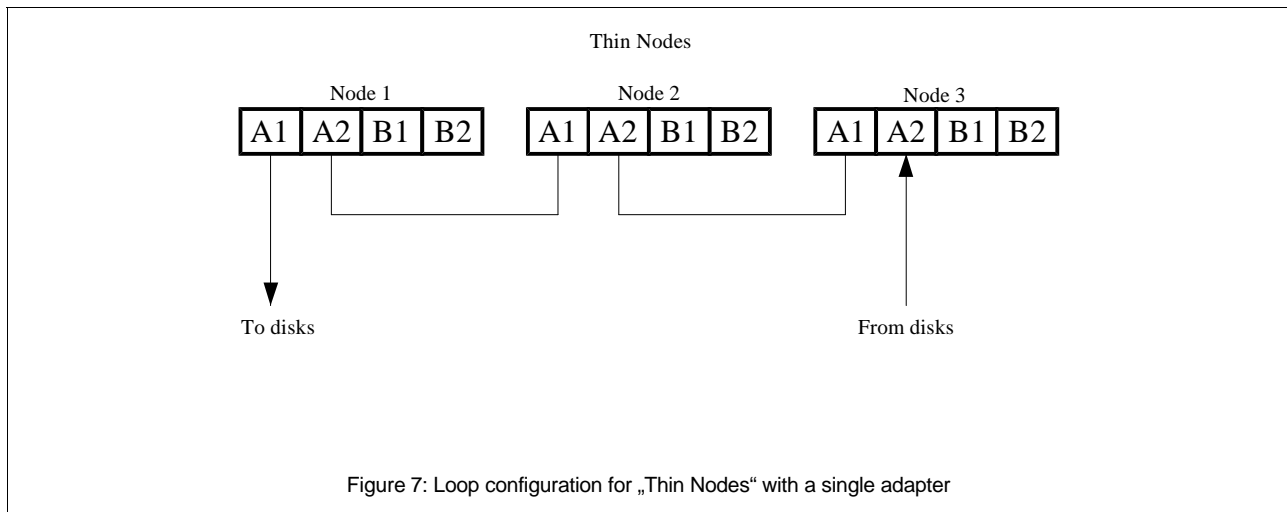 Thin Nodes
Node 1 Node 2 Node 3
A1 A2 B1 B2 A1 A2 B1 B2 A1 A2 B1 B2
To disks From disks
Figure 7: Loop configuration for „Thin Nodes“ with a single adapter